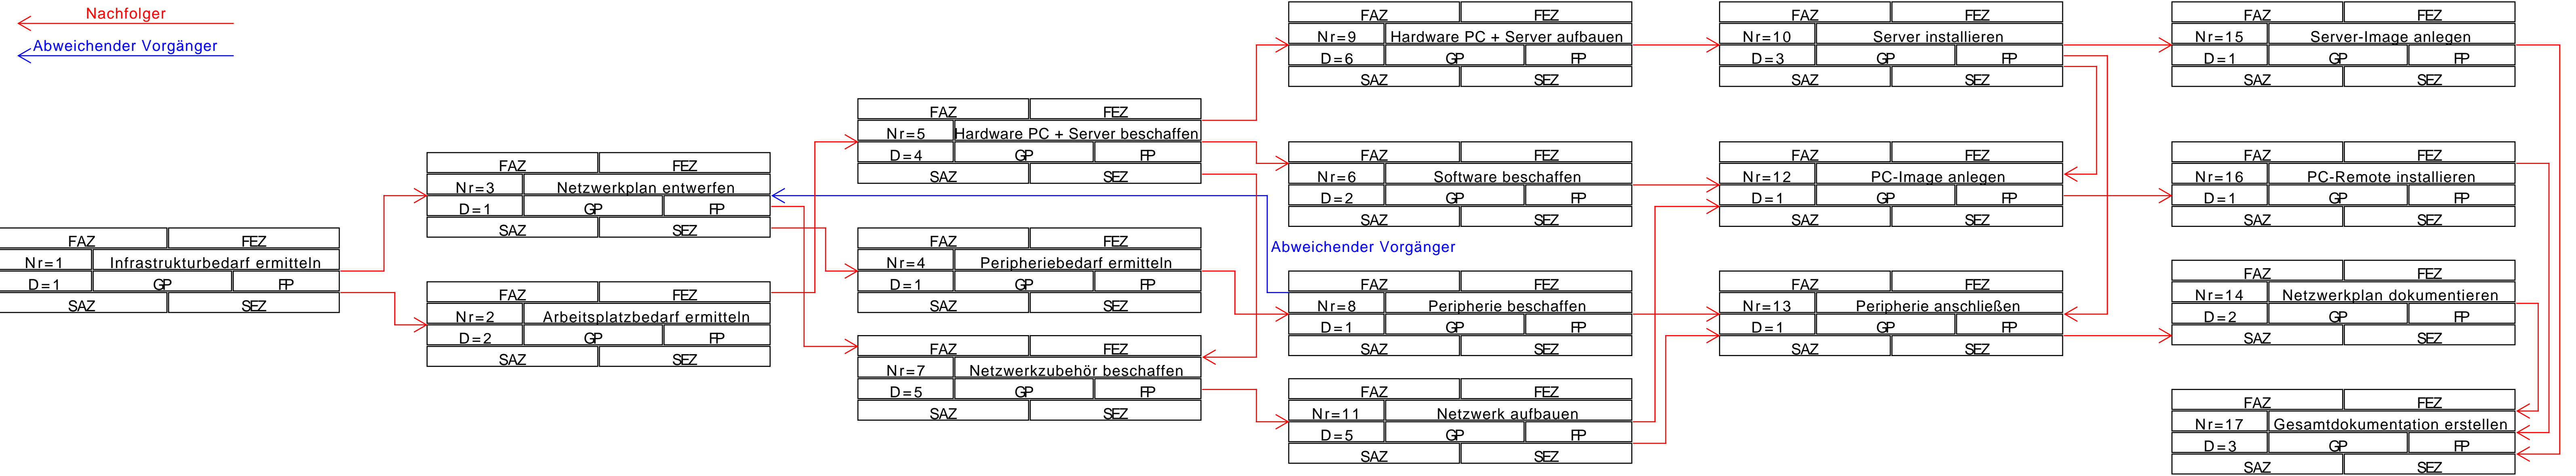 Nachfolger
Abweichender Vorgänger
FAZ FEZ
Nr=1 Infrastrukturbedarf ermitteln
D=1 GP FP
SAZ SEZ
FAZ FEZ
Nr=3 Netzwerkplan entwerfen
D=1 GP FP
SAZ SEZ
FAZ FEZ
Nr=2 Arbeitsplatzbedarf ermitteln
D=2 GP FP
SAZ SEZ
FAZ FEZ
Nr=5 Hardware PC + Server beschaffen
D=4 GP FP
SAZ SEZ
FAZ FEZ
Nr=4 Peripheriebedarf ermitteln
D=1 GP FP
SAZ SEZ
FAZ FEZ
Nr=7 Netzwerkzubehör beschaffen
D=5 GP FP
SAZ SEZ
FAZ FEZ
Nr=9 Hardware PC + Server aufbauen
D=6 GP FP
SAZ SEZ
FAZ FEZ
Nr=6 Software beschaffen
D=2 GP FP
SAZ SEZ
Abweichender Vorgänger
FAZ FEZ
Nr=8 Peripherie beschaffen
D=1 GP FP
SAZ SEZ
FAZ FEZ
Nr=11 Netzwerk aufbauen
D=5 GP FP
SAZ SEZ
FAZ FEZ
Nr=10 Server installieren
D=3 GP FP
SAZ SEZ
FAZ FEZ
Nr=12 PC-Image anlegen
D=1 GP FP
SAZ SEZ
FAZ FEZ
Nr=13 Peripherie anschließen
D=1 GP FP
SAZ SEZ
FAZ FEZ
Nr=15 Server-Image anlegen
D=1 GP FP
SAZ SEZ
FAZ FEZ
Nr=16 PC-Remote installieren
D=1 GP FP
SAZ SEZ
FAZ FEZ
Nr=14 Netzwerkplan dokumentieren
D=2 GP FP
SAZ SEZ
FAZ FEZ
Nr=17 Gesamtdokumentation erstellen
D=3 GP FP
SAZ SEZ